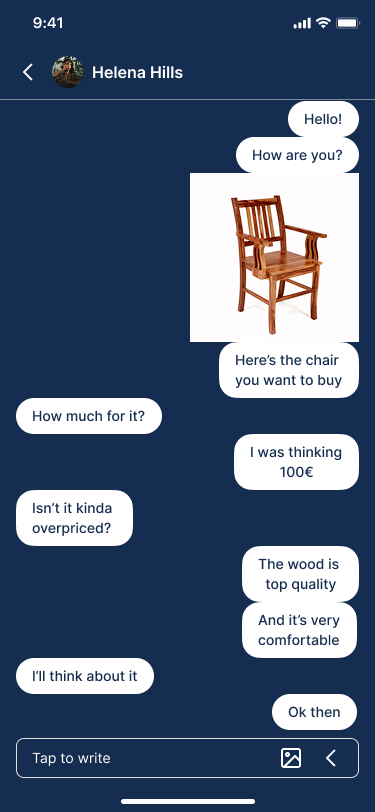 9:41
Helena Hills
Hello!
How are you?
Here’s the chair
you want to buy
How much for it?
I was thinking
100€
Isn’t it kinda
overpriced?
The wood is
top quality
And it’s very
comfortable
I’ll think about it
Ok then
Tap to write